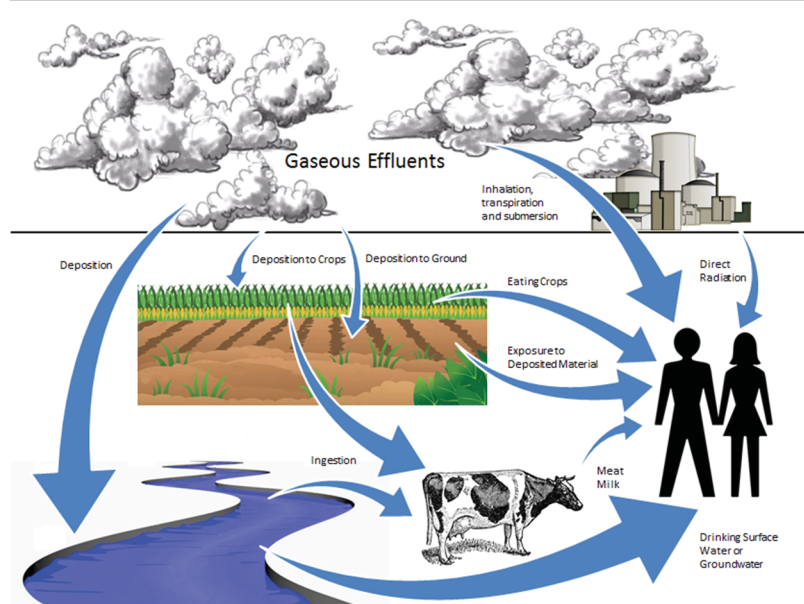 Gaseous Effluents
Inhalation,
transpiration
and submersion
Deposition
Deposition to Crops
Deposition to Ground
Direct
Radiation
Eating Crops
Exposure to
Deposited Material
Ingestion
Meat
Milk
Drinking Surface
Water or
Groundwater